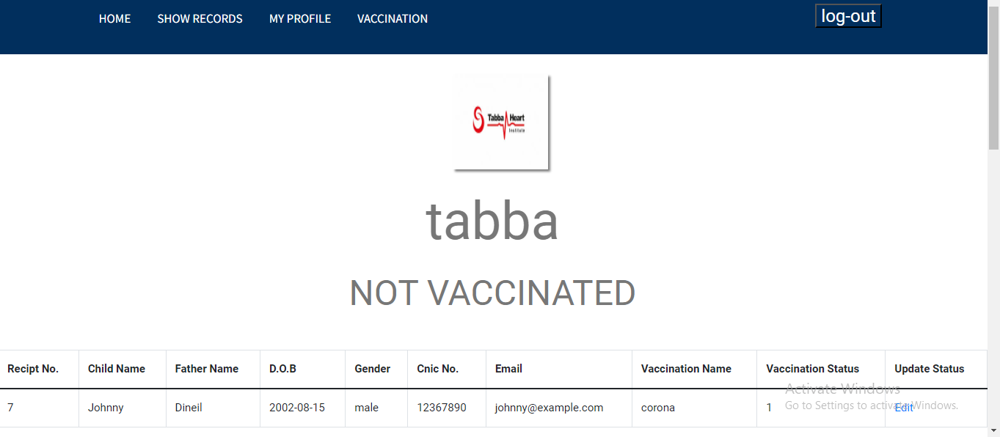 HOME SHOW RECORDS MY PROFILE VACCINATION log-out
Tabba Heart
Institute
tabba
NOT VACCINATED
Recipt No. Child Name Father Name D.O.B Gender Cnic No. Email Vaccination Name Vaccination Status Update Status
7 Johnny Dineil 2002-08-15 male 12367890 johnny@example.com corona 1 Edit
Activate Windows
Go to Settings to activate Windows.